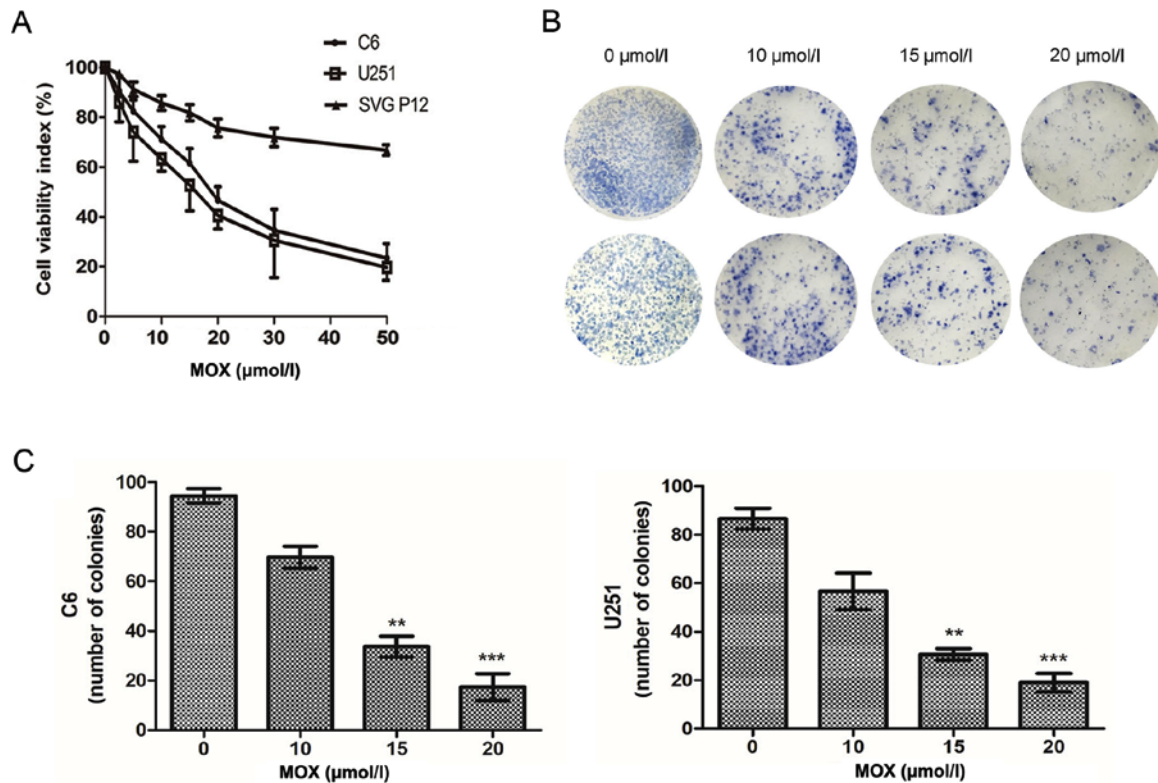 A
C6
U251
SVG P12
100
80
60
40
20
0
Cell viability index (%)
0 10 20 30 40 50
MOX (µmol/l)
B
0 µmol/l 10 µmol/l 15 µmol/l 20 µmol/l
C
C6
(number of colonies)
100
80
60
40
20
0
**
***
0 10 15 20
MOX (µmol/l)
U251
(number of colonies)
100
80
60
40
20
0
**
***
0 10 15 20
MOX (µmol/l)